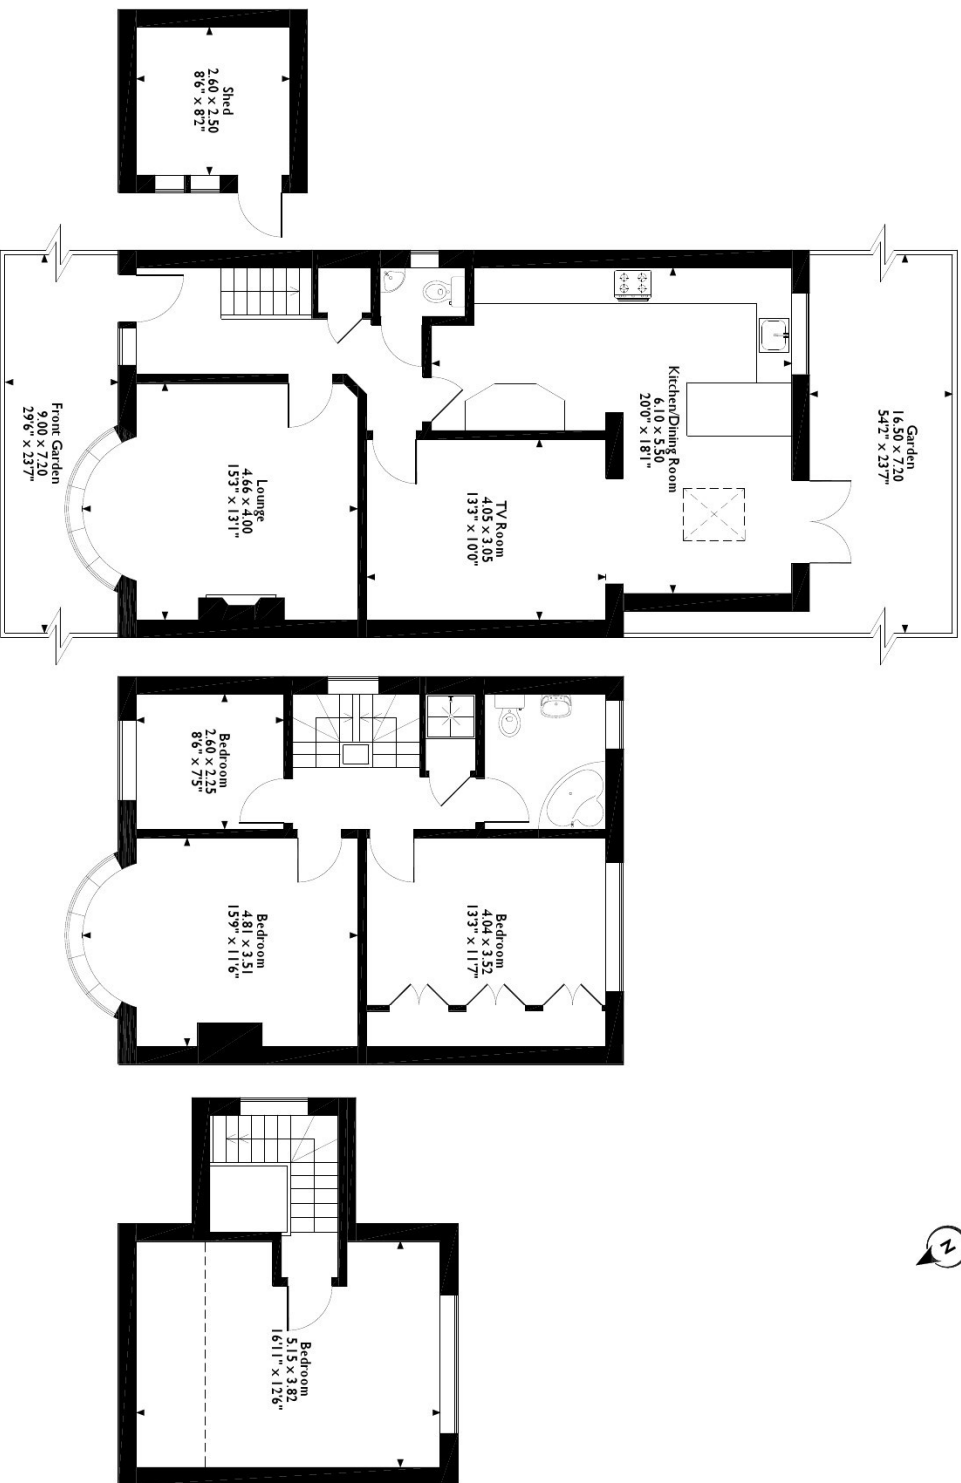 Shed
2.60 x 2.50
8'6" x 8'2"
Garden
16.50 x 7.20
54'2" x 23'7"
Kitchen/Dining Room
6.10 x 5.50
20'0" x 18'1"
TV Room
4.05 x 3.05
13'3" x 10'0"
Lounge
4.66 x 4.00
15'3" x 13'1"
Front Garden
9.00 x 7.20
29'6" x 23'7"
Bedroom
4.04 x 3.52
13'3" x 11'7"
Bedroom
2.60 x 2.25
8'6" x 7'5"
Bedroom
4.81 x 3.51
15'9" x 11'6"
Bedroom
5.15 x 3.82
16'11" x 12'6"
N